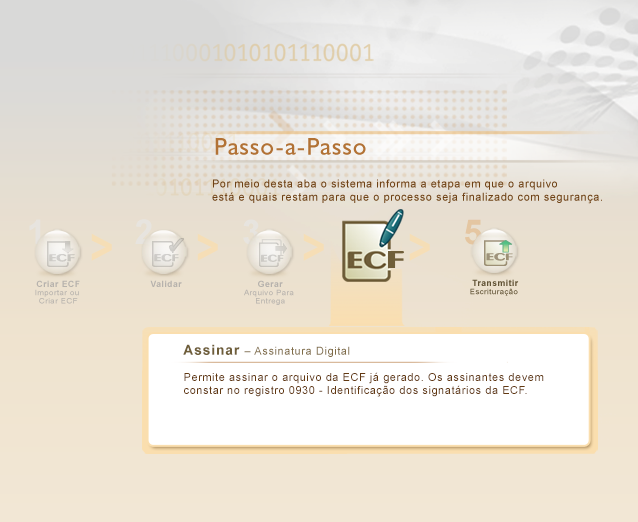 0001010101110001
Passo-a-Passo
101
Por meio desta aba o sistema informa a etapa em que o arquivo
está e quais restam para que o processo seja finalizado com segurança.
1
ECF
Criar ECF
Importar ou
Criar ECF
2
ECF
Validar
3
ECF
Gerar
Arquivo Para
Entrega
ECF
5
ECF
Transmitir
Escrituração
Assinar – Assinatura Digital
Permite assinar o arquivo da ECF já gerado. Os assinantes devem
constar no registro 0930 - Identificação dos signatários da ECF.